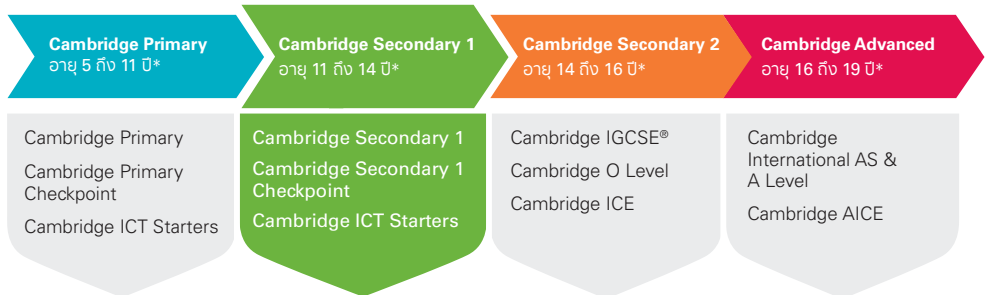 Cambridge Primary
อายุ 5 ถึง 11 ปี*
Cambridge Secondary 1
อายุ 11 ถึง 14 ปี*
Cambridge Secondary 2
อายุ 14 ถึง 16 ปี*
Cambridge Advanced
อายุ 16 ถึง 19 ปี*
Cambridge Primary
Cambridge Primary
Checkpoint
Cambridge ICT Starters
Cambridge Secondary 1
Cambridge Secondary 1
Checkpoint
Cambridge ICT Starters
Cambridge IGCSE®
Cambridge O Level
Cambridge ICE
Cambridge
International AS &
A Level
Cambridge AICE